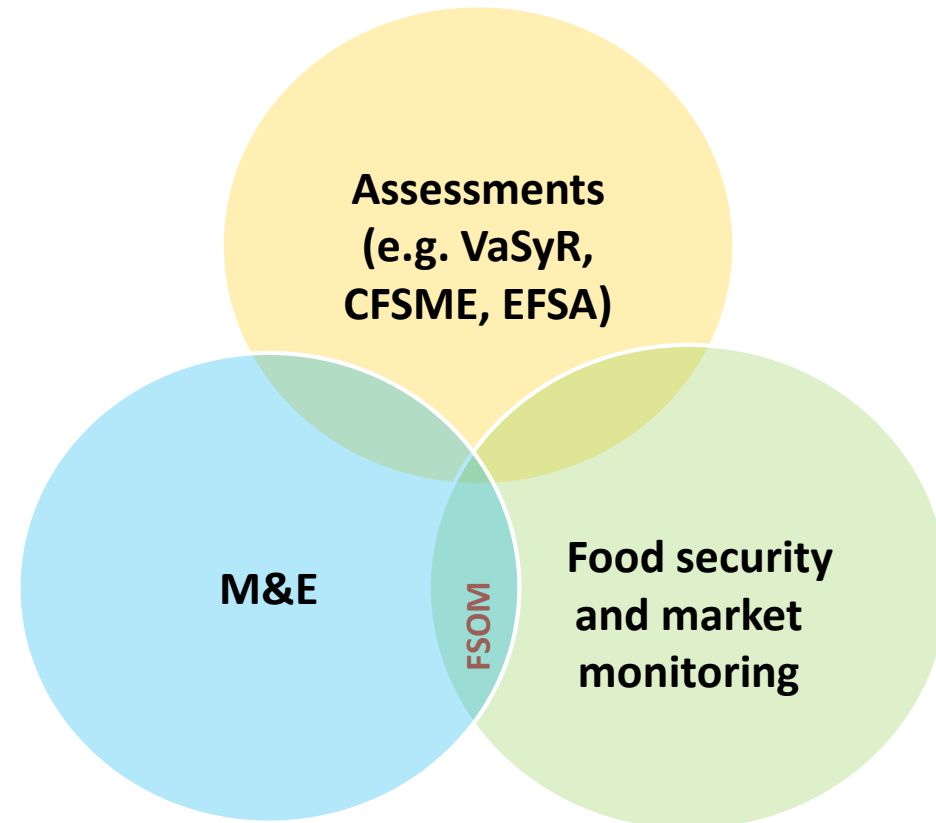 Assessments
(e.g. VaSyR,
CFSME, EFSA)
M&E
FSOM
Food security
and market
monitoring